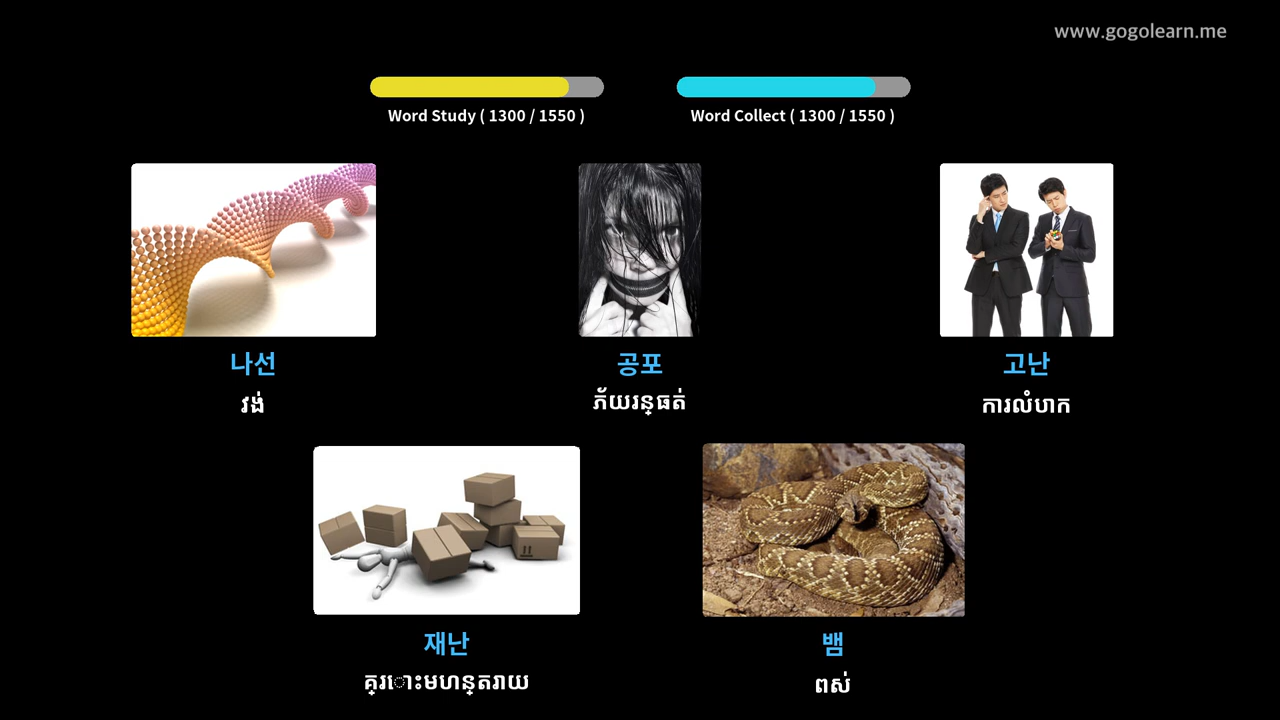 www.gogolearn.me
Word Study ( 1300 / 1550 )
Word Collect ( 1300 / 1550 )
나선
វង់
공포
ភ័យរន្ធត់
고난
ការលំបាក
재난
គ្រោះមហន្តរាយ
뱀
ពស់